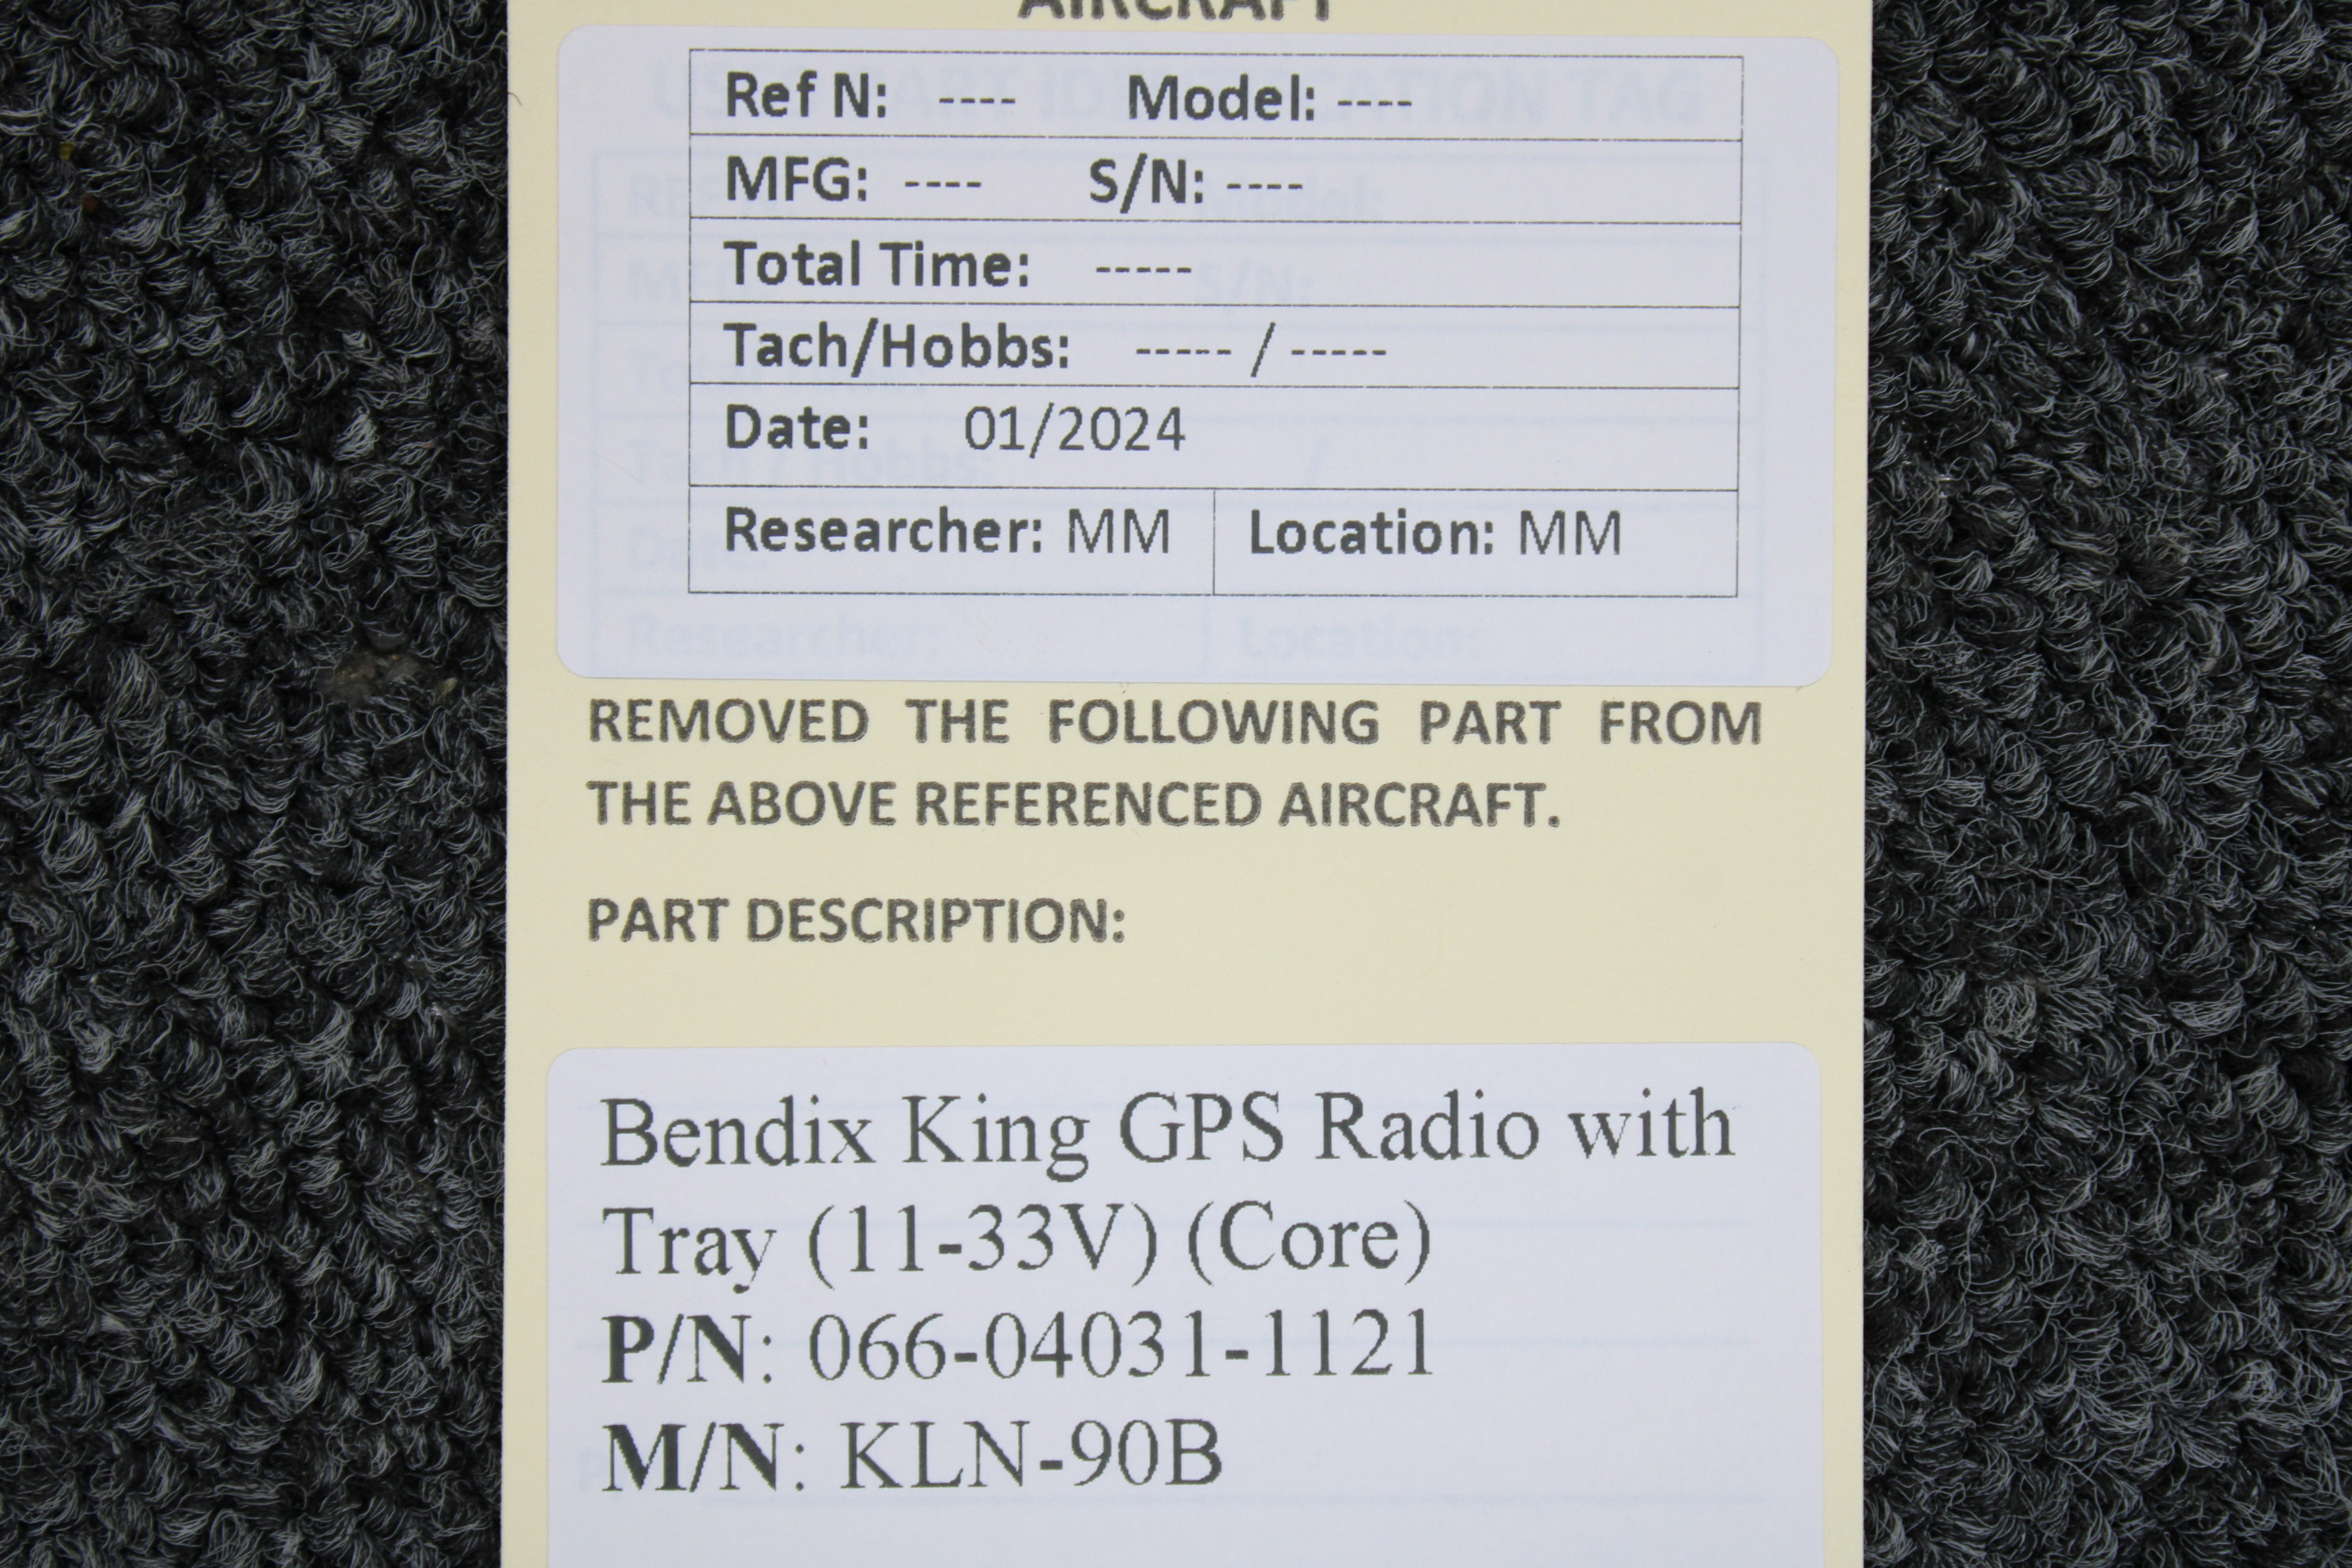 AIRCRAFT
Ref N: ---- Model: ----
MFG: ---- S/N: ----
Total Time: -----
Tach/Hobbs: ----- / -----
Date: 01/2024
Researcher: MM Location: MM
REMOVED THE FOLLOWING PART FROM
THE ABOVE REFERENCED AIRCRAFT.
PART DESCRIPTION:
Bendix King GPS Radio with
Tray (11-33V) (Core)
P/N: 066-04031-1121
M/N: KLN-90B